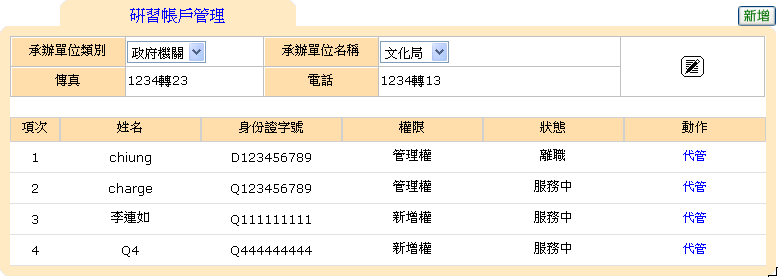 研習帳戶管理 新增
承辦單位類別 政府機關 承辦單位名稱 文化局
傳真 1234轉23 電話 1234轉13
項次 姓名 身份證字號 權限 狀態 動作
1 chiung D123456789 管理權 離職 代管
2 charge Q123456789 管理權 服務中 代管
3 李連如 Q111111111 新增權 服務中 代管
4 Q4 Q444444444 新增權 服務中 代管